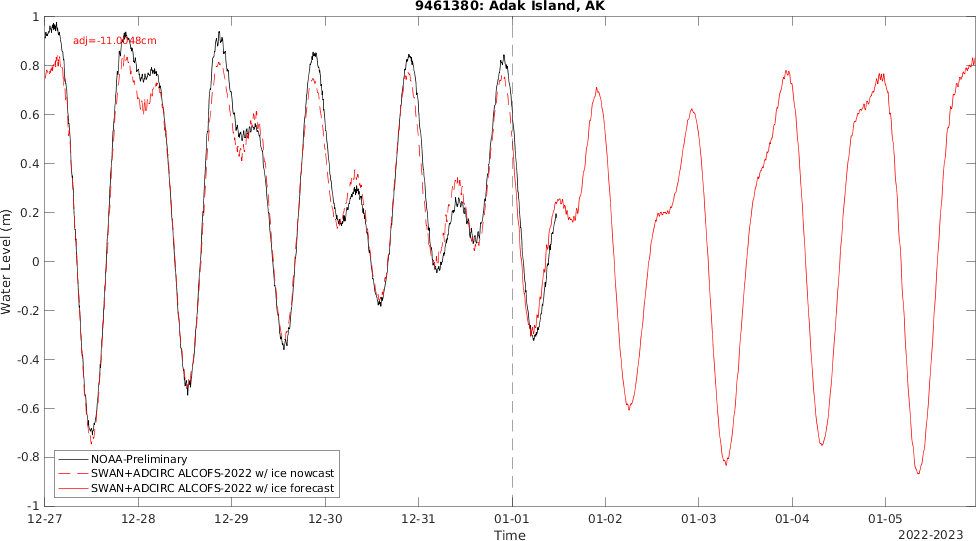 9461380: Adak Island, AK
adj=-11.0048cm
Water Level (m)
1
0.8
0.6
0.4
0.2
0
-0.2
-0.4
-0.6
-0.8
-1
NOAA-Preliminary
SWAN+ADCIRC ALCOFS-2022 w/ ice nowcast
SWAN+ADCIRC ALCOFS-2022 w/ ice forecast
12-27 12-28 12-29 12-30 12-31 01-01 01-02 01-03 01-04 01-05
Time
2022-2023